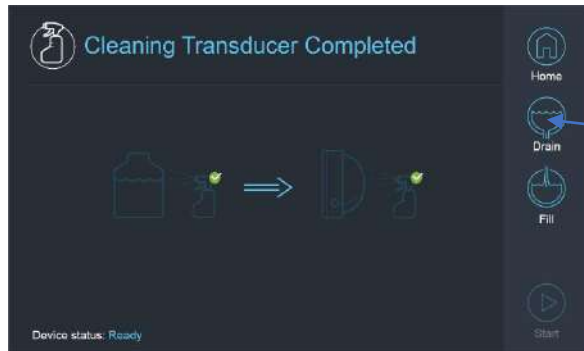 Cleaning Transducer Completed
Home
Drain
Fill
Start
Device status: Ready